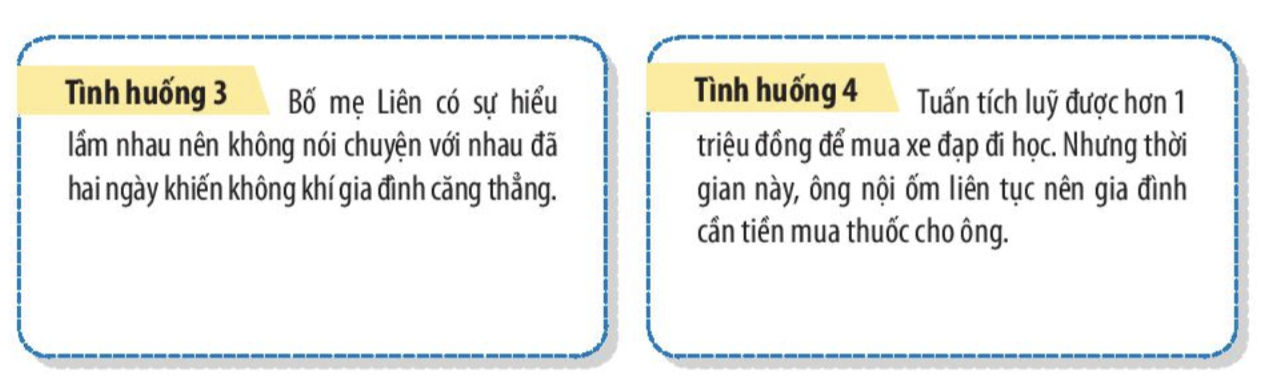 Tình huống 3 Bố mẹ Liên có sự hiểu
lầm nhau nên không nói chuyện với nhau đã
hai ngày khiến không khí gia đình căng thẳng.
Tình huống 4 Tuấn tích luỹ được hơn 1
triệu đồng để mua xe đạp đi học. Nhưng thời
gian này, ông nội ốm liên tục nên gia đình
cần tiền mua thuốc cho ông.